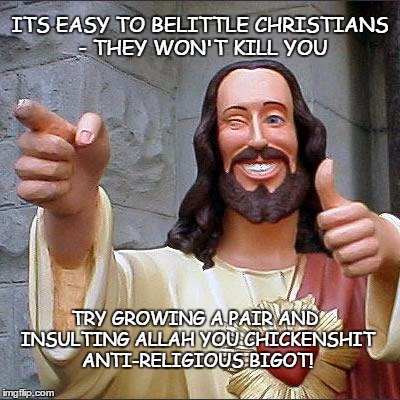 ITS EASY TO BELITTLE CHRISTIANS
- THEY WON'T KILL YOU
TRY GROWING A PAIR AND
INSULTING ALLAH YOU CHICKENSHIT
ANTI-RELIGIOUS BIGOT!
imgflip.com